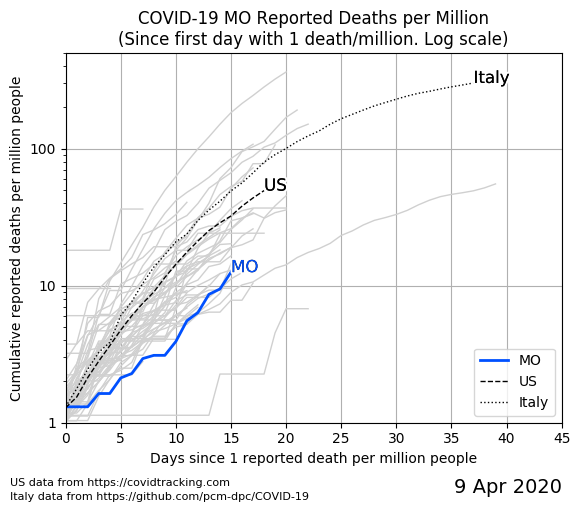 COVID-19 MO Reported Deaths per Million
(Since first day with 1 death/million. Log scale)
Cumulative reported deaths per million people
100
10
1
Italy
US
MO
MO
US
Italy
0 5 10 15 20 25 30 35 40 45
Days since 1 reported death per million people
US data from https://covidtracking.com
Italy data from https://github.com/pcm-dpc/COVID-19
9 Apr 2020